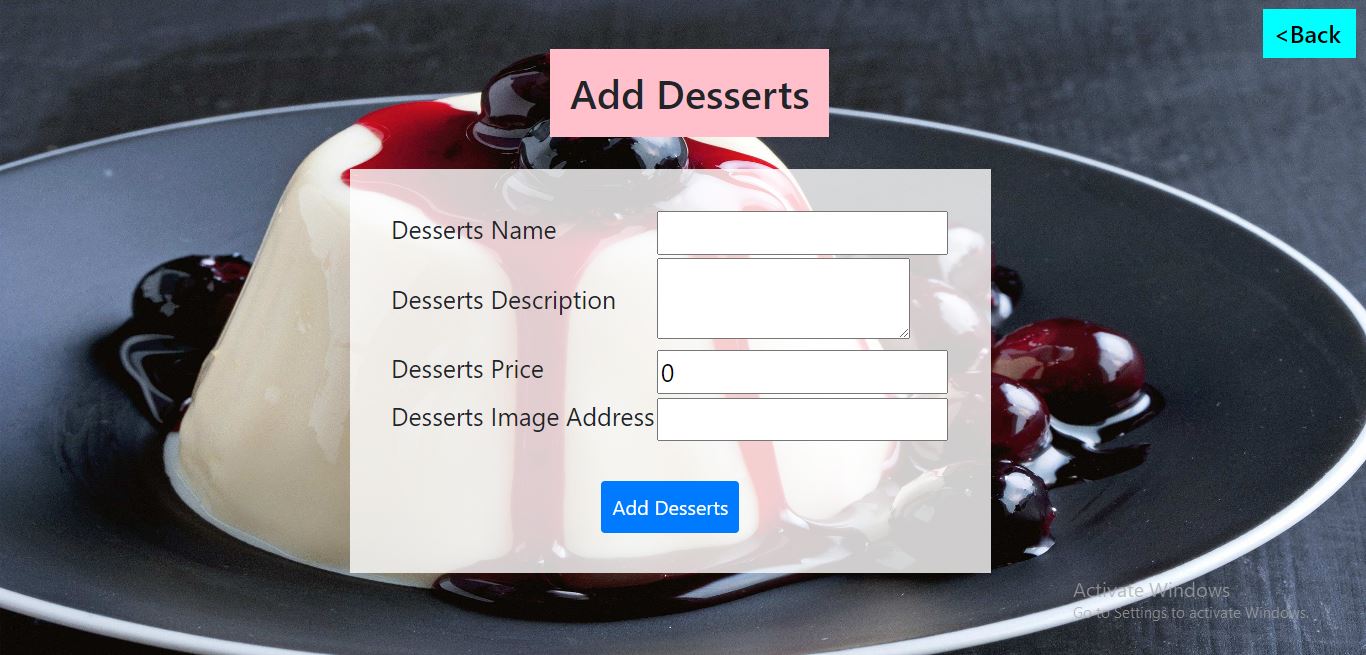 <Back
Add Desserts
Desserts Name
Desserts Description
Desserts Price
0
Desserts Image Address
Add Desserts
Activate Windows
Go to Settings to activate Windows.